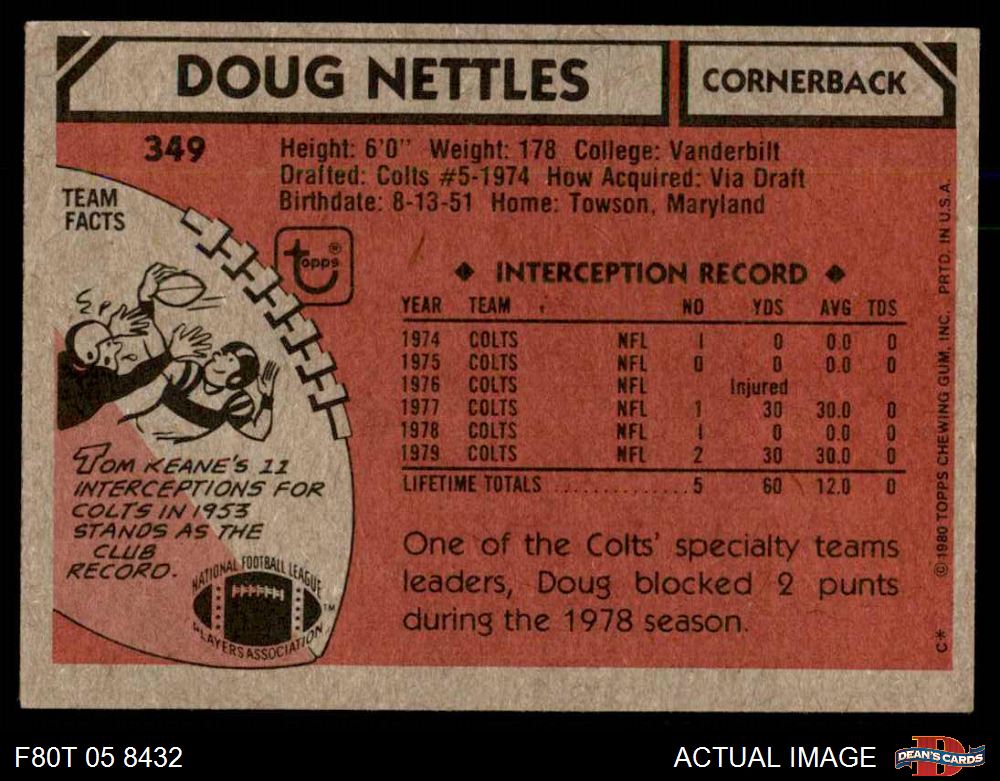 DOUG NETTLES
CORNERBACK
349
Height: 6'0" Weight: 178 College: Vanderbilt
Drafted: Colts #5-1974 How Acquired: Via Draft
Birthdate: 8-13-51 Home: Towson, Maryland
TEAM
FACTS
topps®
◆ INTERCEPTION RECORD ◆
YEAR TEAM NO YDS AVG TDS
1974 COLTS NFL 1 0 0.0 0
1975 COLTS NFL 0 0 0.0 0
1976 COLTS NFL Injured
1977 COLTS NFL 1 30 30.0 0
1978 COLTS NFL 1 0 0.0 0
1979 COLTS NFL 2 30 30.0 0
LIFETIME TOTALS ................ 5 60 12.0 0
TOM KEANE'S 11
INTERCEPTIONS FOR
COLTS IN 1953
STANDS AS THE
CLUB
RECORD.
NATIONAL FOOTBALL LEAGUE
PLAYERS ASSOCIATION
TM
One of the Colts' specialty teams
leaders, Doug blocked 2 punts
during the 1978 season.
C* © 1980 TOPPS CHEWING GUM, INC. PRTD. IN U.S.A.
F80T 05 8432
ACTUAL IMAGE
D
DEAN'S CARDS